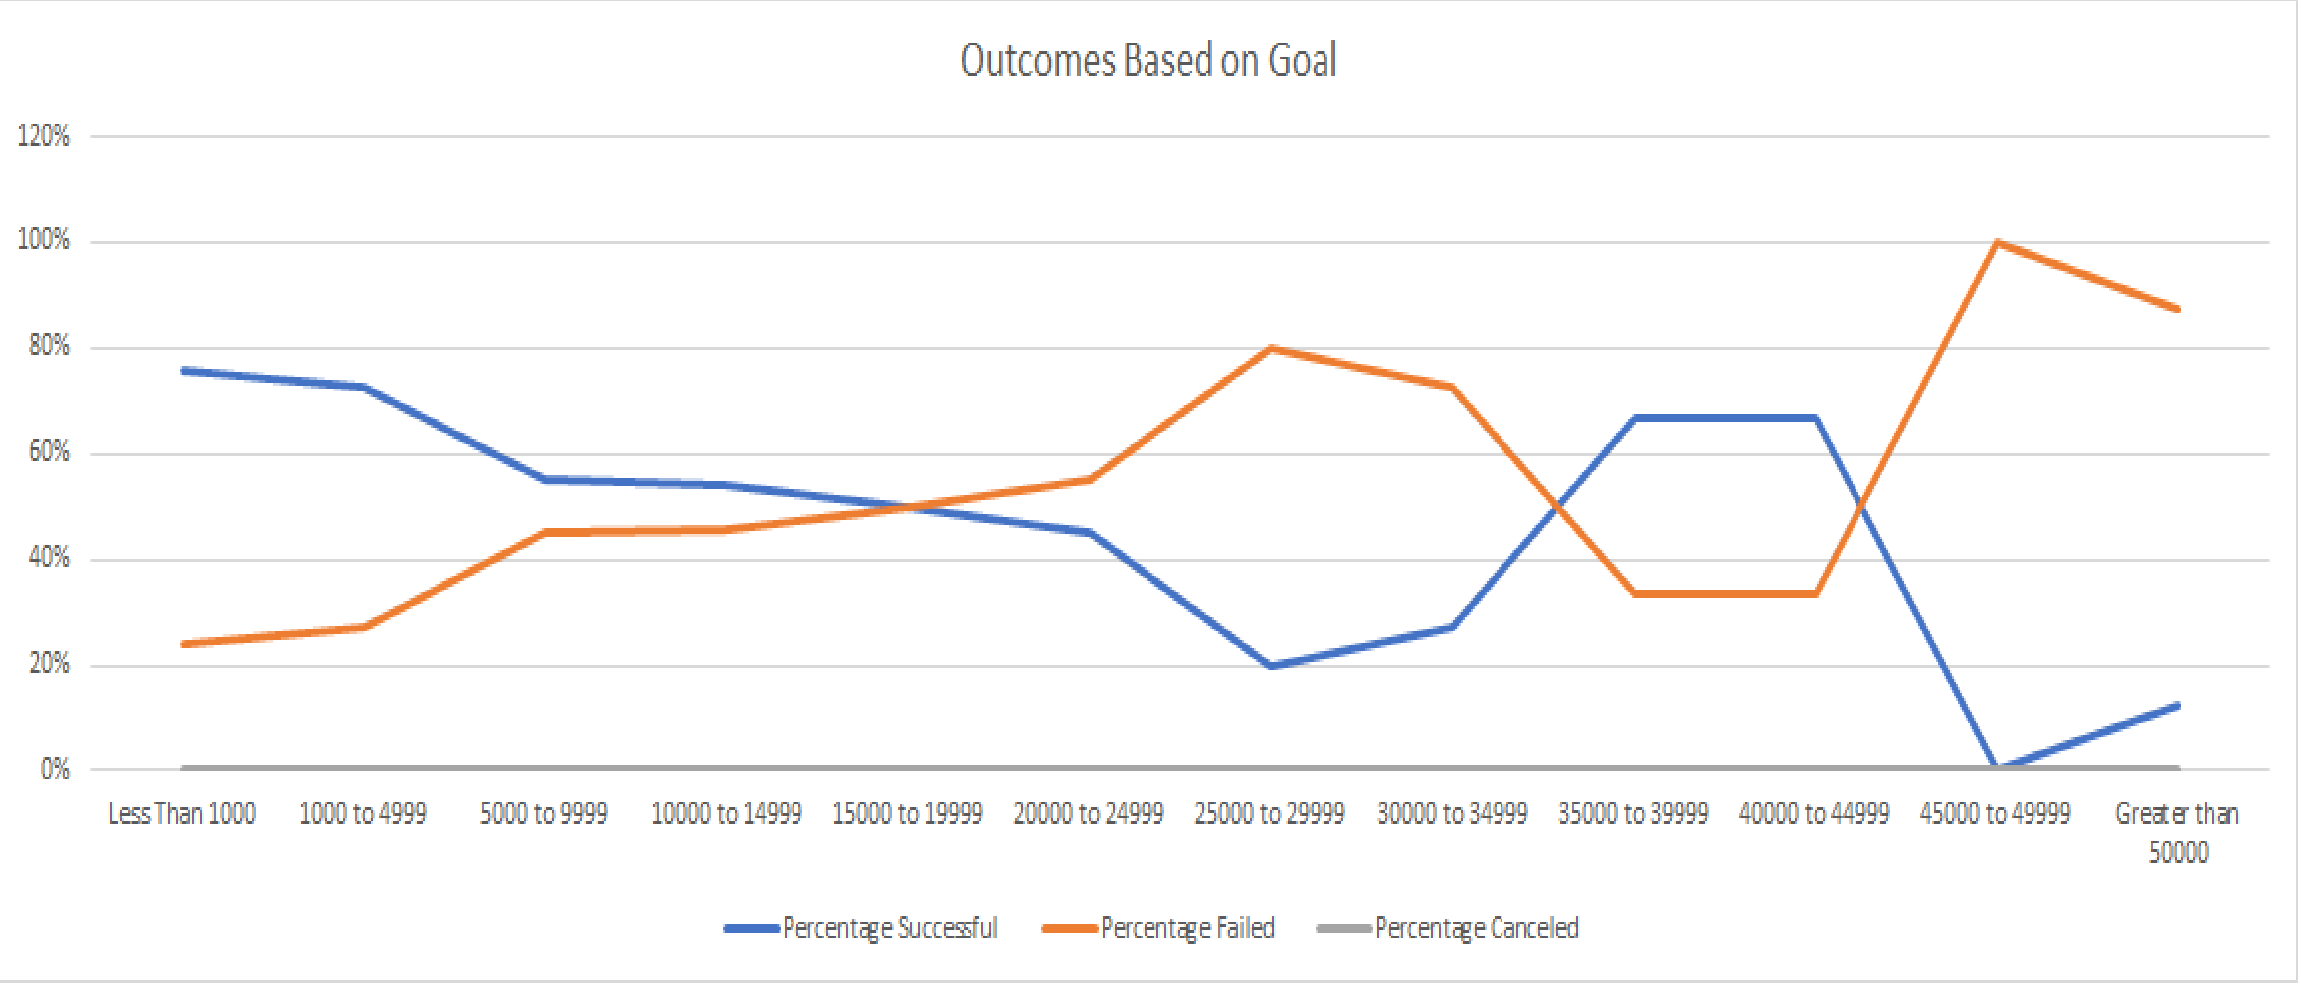 Outcomes Based on Goal
120%
100%
80%
60%
40%
20%
0%
Less Than 1000 1000 to 4999 5000 to 9999 10000 to 14999 15000 to 19999 20000 to 24999 25000 to 29999 30000 to 34999 35000 to 39999 40000 to 44999 45000 to 49999 Greater than
50000
Percentage Successful Percentage Failed Percentage Canceled